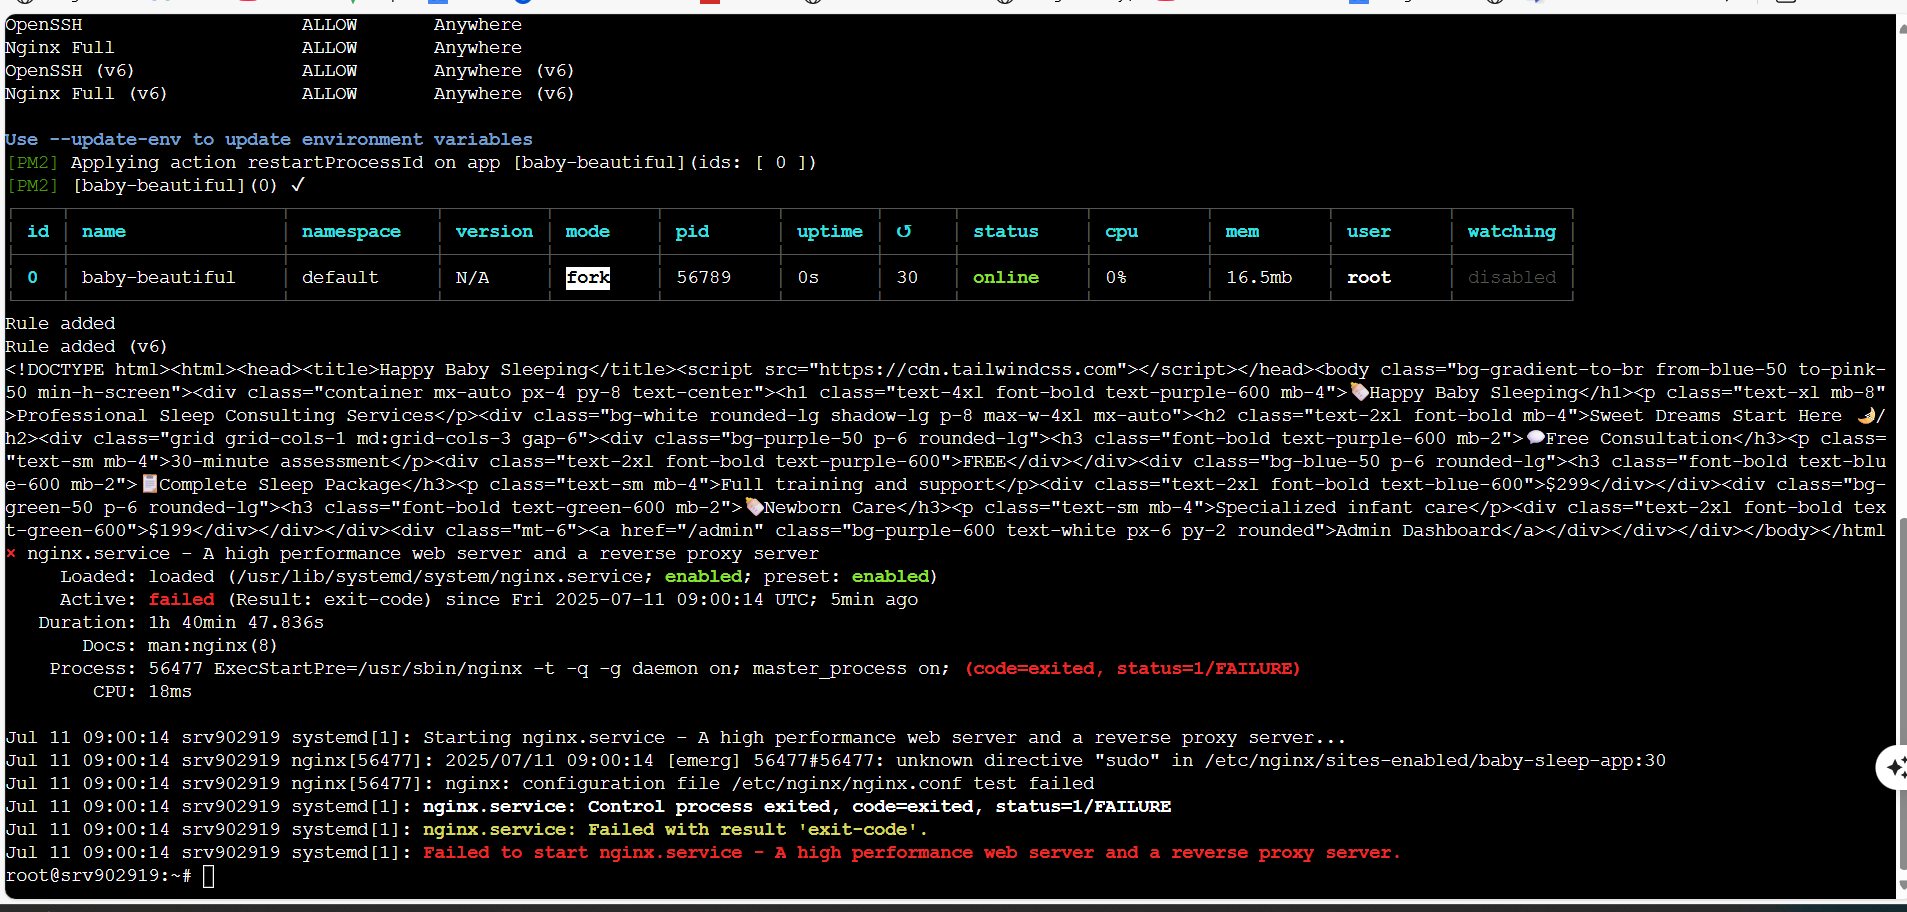 OpenSSH                    ALLOW       Anywhere
Nginx Full                 ALLOW       Anywhere
OpenSSH (v6)               ALLOW       Anywhere (v6)
Nginx Full (v6)            ALLOW       Anywhere (v6)
Use --update-env to update environment variables
[PM2] Applying action restartProcessId on app [baby-beautiful](ids: [ 0 ])
[PM2] [baby-beautiful](0) ✓
id │ name │ namespace │ version │ mode │ pid │ uptime │ ↺ │ status │ cpu │ mem │ user │ watching
0 │ baby-beautiful │ default │ N/A │ fork │ 56789 │ 0s │ 30 │ online │ 0% │ 16.5mb │ root │ disabled
Rule added
Rule added (v6)
<!DOCTYPE html><html><head><title>Happy Baby Sleeping</title><script src="https://cdn.tailwindcss.com"></script></head><body class="bg-gradient-to-br from-blue-50 to-pink-
50 min-h-screen"><div class="container mx-auto px-4 py-8 text-center"><h1 class="text-4xl font-bold text-purple-600 mb-4">🍼Happy Baby Sleeping</h1><p class="text-xl mb-8"
>Professional Sleep Consulting Services</p><div class="bg-white rounded-lg shadow-lg p-8 max-w-4xl mx-auto"><h2 class="text-2xl font-bold mb-4">Sweet Dreams Start Here 🌙/
h2><div class="grid grid-cols-1 md:grid-cols-3 gap-6"><div class="bg-purple-50 p-6 rounded-lg"><h3 class="font-bold text-purple-600 mb-2">💬Free Consultation</h3><p class=
"text-sm mb-4">30-minute assessment</p><div class="text-2xl font-bold text-purple-600">FREE</div></div><div class="bg-blue-50 p-6 rounded-lg"><h3 class="font-bold text-blu
e-600 mb-2">📋Complete Sleep Package</h3><p class="text-sm mb-4">Full training and support</p><div class="text-2xl font-bold text-blue-600">$299</div></div><div class="bg-
green-50 p-6 rounded-lg"><h3 class="font-bold text-green-600 mb-2">🍼Newborn Care</h3><p class="text-sm mb-4">Specialized infant care</p><div class="text-2xl font-bold tex
t-green-600">$199</div></div></div><div class="mt-6"><a href="/admin" class="bg-purple-600 text-white px-6 py-2 rounded">Admin Dashboard</a></div></div></div></body></html
× nginx.service - A high performance web server and a reverse proxy server
     Loaded: loaded (/usr/lib/systemd/system/nginx.service; enabled; preset: enabled)
     Active: failed (Result: exit-code) since Fri 2025-07-11 09:00:14 UTC; 5min ago
   Duration: 1h 40min 47.836s
       Docs: man:nginx(8)
    Process: 56477 ExecStartPre=/usr/sbin/nginx -t -q -g daemon on; master_process on; (code=exited, status=1/FAILURE)
        CPU: 18ms
Jul 11 09:00:14 srv902919 systemd[1]: Starting nginx.service - A high performance web server and a reverse proxy server...
Jul 11 09:00:14 srv902919 nginx[56477]: 2025/07/11 09:00:14 [emerg] 56477#56477: unknown directive "sudo" in /etc/nginx/sites-enabled/baby-sleep-app:30
Jul 11 09:00:14 srv902919 nginx[56477]: nginx: configuration file /etc/nginx/nginx.conf test failed
Jul 11 09:00:14 srv902919 systemd[1]: nginx.service: Control process exited, code=exited, status=1/FAILURE
Jul 11 09:00:14 srv902919 systemd[1]: nginx.service: Failed with result 'exit-code'.
Jul 11 09:00:14 srv902919 systemd[1]: Failed to start nginx.service - A high performance web server and a reverse proxy server.
root@srv902919:~#